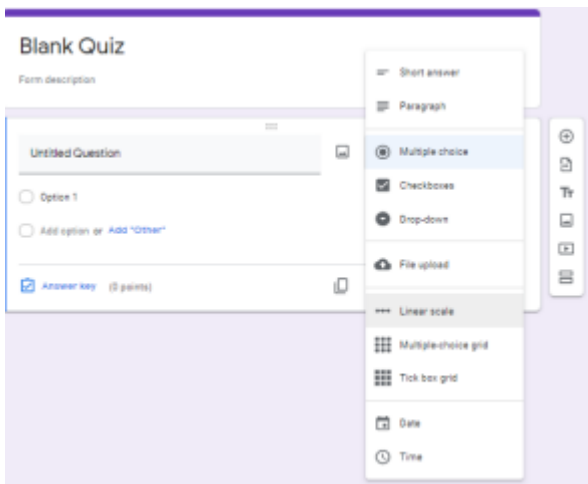 Blank Quiz
Form description
Untitled Question
Option 1
Add option or Add "Other"
Answer key (0 points)
Short answer
Paragraph
Multiple choice
Checkboxes
Drop-down
File upload
Linear scale
Multiple-choice grid
Tick box grid
Date
Time
Tт